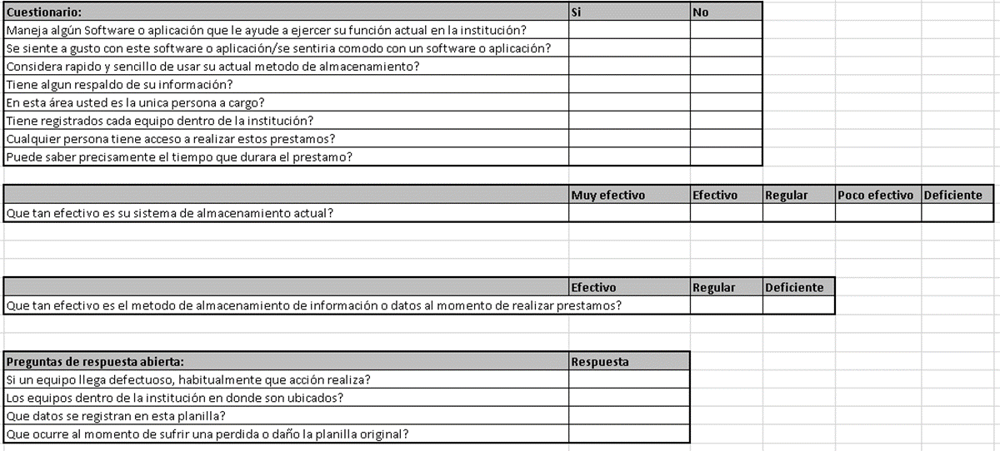 Cuestionario: Si No
Maneja algún Software o aplicación que le ayude a ejercer su función actual en la institución?
Se siente a gusto con este software o aplicación/se sentiria comodo con un software o aplicación?
Considera rapido y sencillo de usar su actual metodo de almacenamiento?
Tiene algun respaldo de su información?
En esta área usted es la unica persona a cargo?
Tiene registrados cada equipo dentro de la institución?
Cualquier persona tiene acceso a realizar estos prestamos?
Puede saber precisamente el tiempo que durara el prestamo?
Muy efectivo Efectivo Regular Poco efectivo Deficiente
Que tan efectivo es su sistema de almacenamiento actual?
Efectivo Regular Deficiente
Que tan efectivo es el metodo de almacenamiento de información o datos al momento de realizar prestamos?
Preguntas de respuesta abierta: Respuesta
Si un equipo llega defectuoso, habitualmente que acción realiza?
Los equipos dentro de la institución en donde son ubicados?
Que datos se registran en esta planilla?
Que ocurre al momento de sufrir una perdida o daño la planilla original?